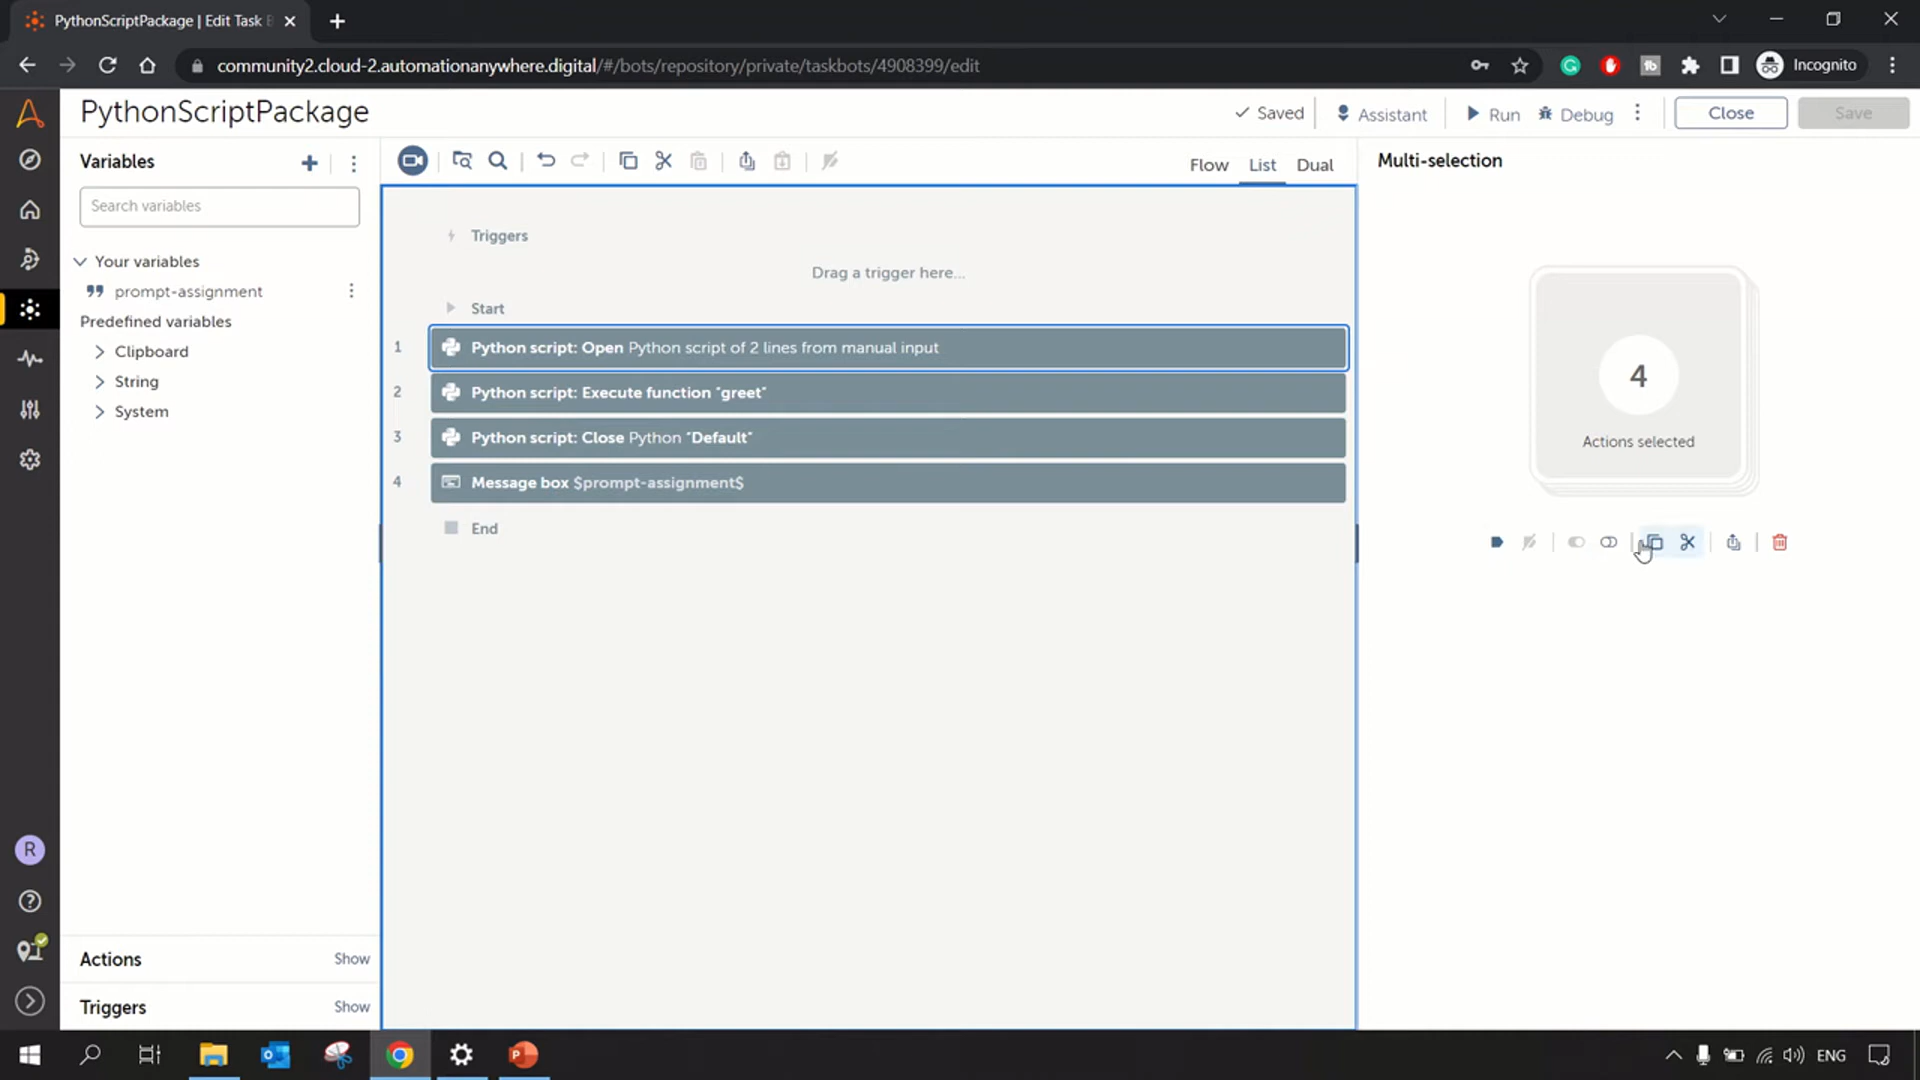 PythonScriptPackage | Edit Task B
community2.cloud-2.automationanywhere.digital/#/bots/repository/private/taskbots/4908399/edit
Incognito
PythonScriptPackage
Saved
Assistant
Run
Debug
Close
Save
Variables
Search variables
Your variables
prompt-assignment
Predefined variables
Clipboard
String
System
Actions Show
Triggers Show
Flow List Dual
Triggers
Drag a trigger here...
Start
1 Python script: Open Python script of 2 lines from manual input
2 Python script: Execute function "greet"
3 Python script: Close Python "Default"
4 Message box $prompt-assignment$
End
Multi-selection
4
Actions selected
R
ENG